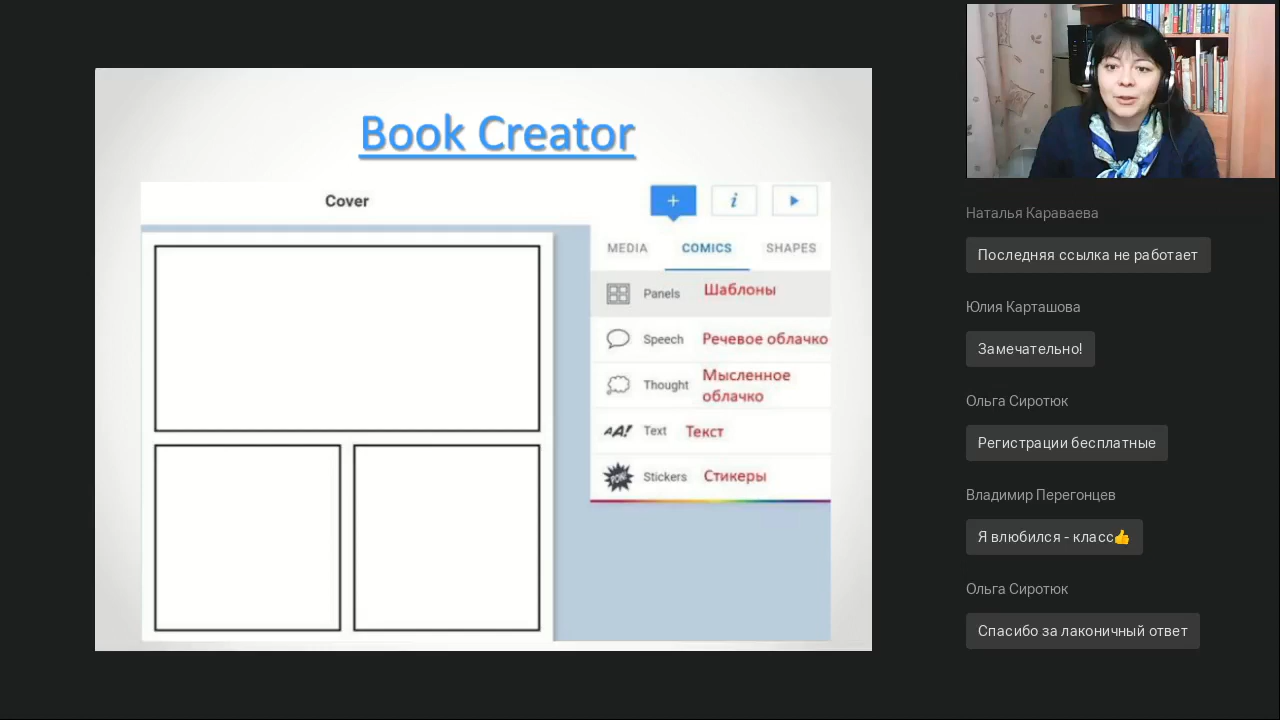 Book Creator
Cover
+
i
MEDIA COMICS SHAPES
Panels Шаблоны
Speech Речевое облачко
Thought Мысленное
облачко
AA! Text Текст
POW! Stickers Стикеры
Наталья Караваева
Последняя ссылка не работает
Юлия Карташова
Замечательно!
Ольга Сиротюк
Регистрации бесплатные
Владимир Перегонцев
Я влюбился - класс👍
Ольга Сиротюк
Спасибо за лаконичный ответ